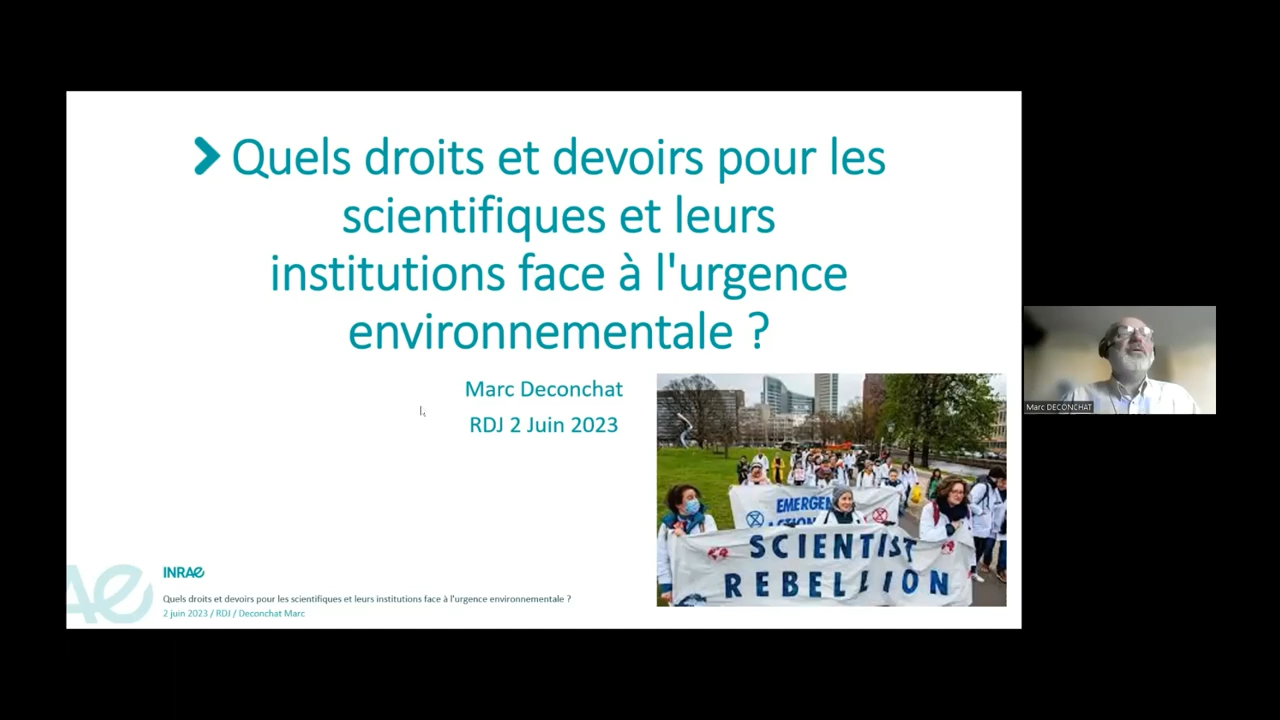 Quels droits et devoirs pour les
scientifiques et leurs
institutions face à l'urgence
environnementale ?
Marc Deconchat
RDJ 2 Juin 2023
EMERGEN
ACTION
SCIENTIST
REBELLION
Marc DECONCHAT
INRAE
Quels droits et devoirs pour les scientifiques et leurs institutions face à l'urgence environnementale ?
2 juin 2023 / RDJ / Deconchat Marc